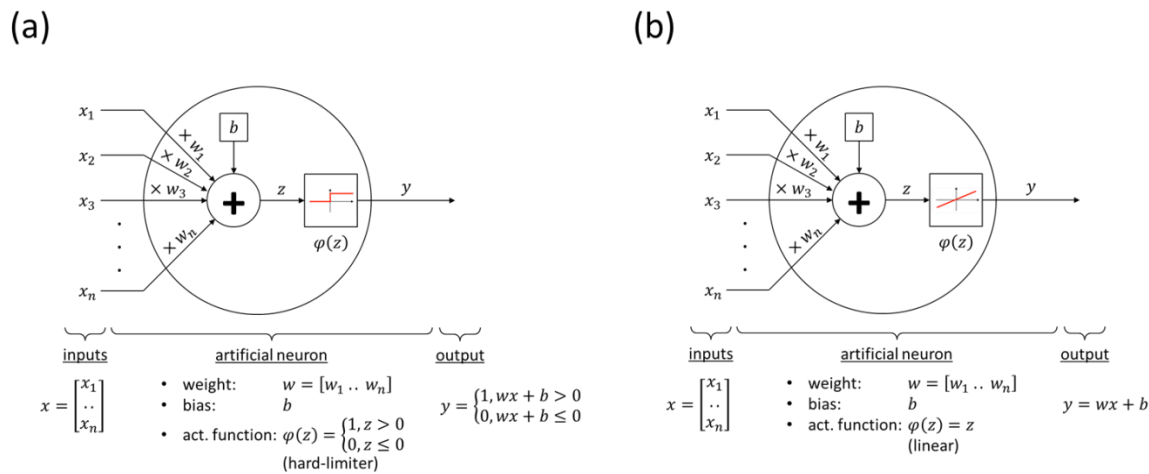 (a)
x₁
x₂
x₃
.
.
.
xₙ
× w₁
× w₂
× w₃
× wₙ
b
+
z
φ(z)
y
inputs
artificial neuron
output
x = [x₁ .. xₙ]
• weight: w = [w₁ .. wₙ]
• bias: b
• act. function: φ(z) = {1, z > 0
0, z ≤ 0
(hard-limiter)
y = {1, wx + b > 0
0, wx + b ≤ 0
(b)
x₁
x₂
x₃
.
.
.
xₙ
× w₁
× w₂
× w₃
× wₙ
b
+
z
φ(z)
y
inputs
artificial neuron
output
x = [x₁ .. xₙ]
• weight: w = [w₁ .. wₙ]
• bias: b
• act. function: φ(z) = z
(linear)
y = wx + b